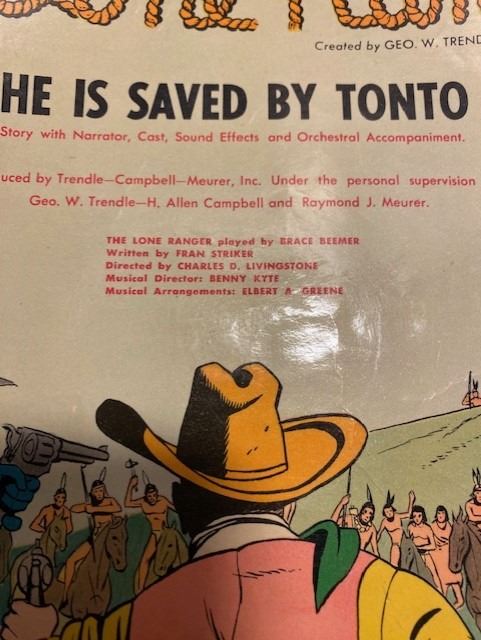 Created by GEO. W. TREND
HE IS SAVED BY TONTO
Story with Narrator, Cast, Sound Effects and Orchestral Accompaniment.
uced by Trendle—Campbell—Meurer, Inc. Under the personal supervision
Geo. W. Trendle—H. Allen Campbell and Raymond J. Meurer.
THE LONE RANGER played by BRACE BEEMER
Written by FRAN STRIKER
Directed by CHARLES D. LIVINGSTONE
Musical Director: BENNY KYTE
Musical Arrangements: ELBERT A. GREENE